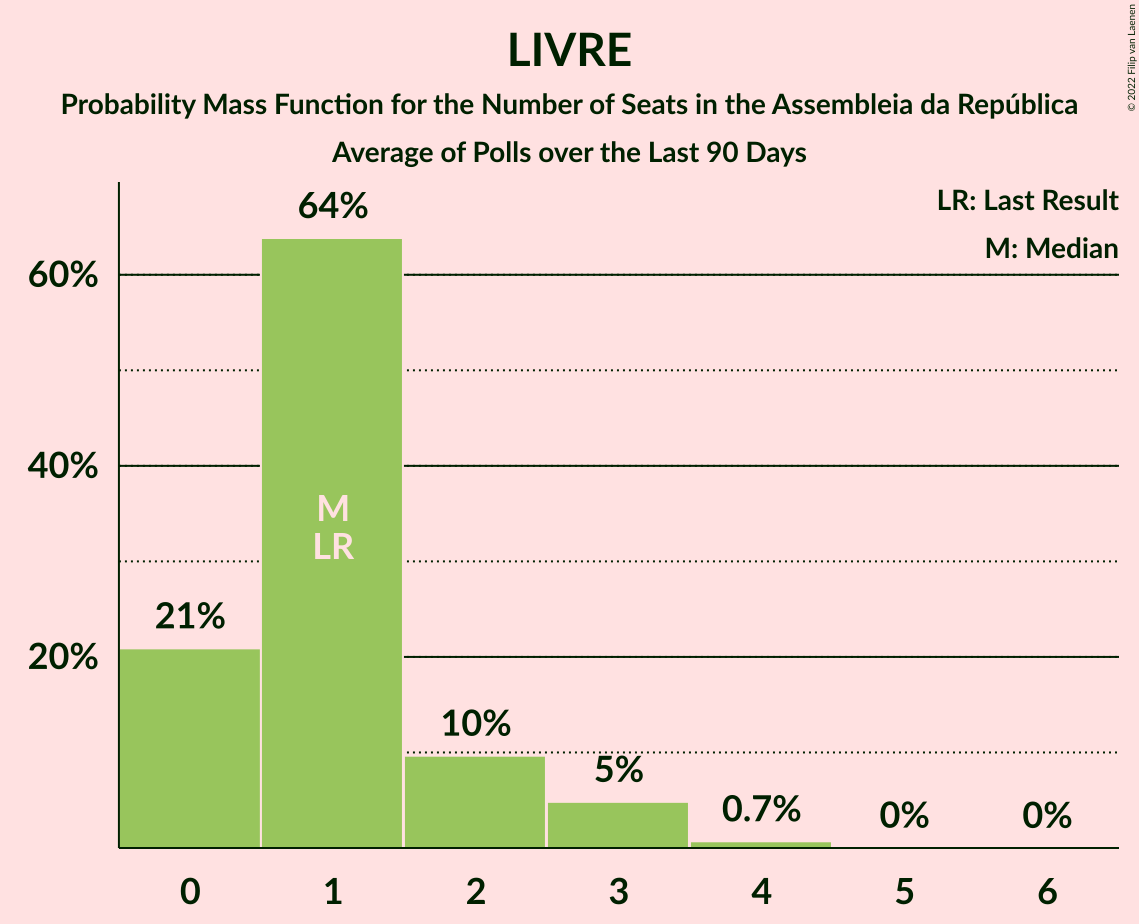 LIVRE
Probability Mass Function for the Number of Seats in the Assembleia da República
Average of Polls over the Last 90 Days
© 2022 Filip van Laenen
LR: Last Result
M: Median
64%
60%
40%
M
LR
21%
20%
10%
5%
0.7%
0%
0%
0 1 2 3 4 5 6